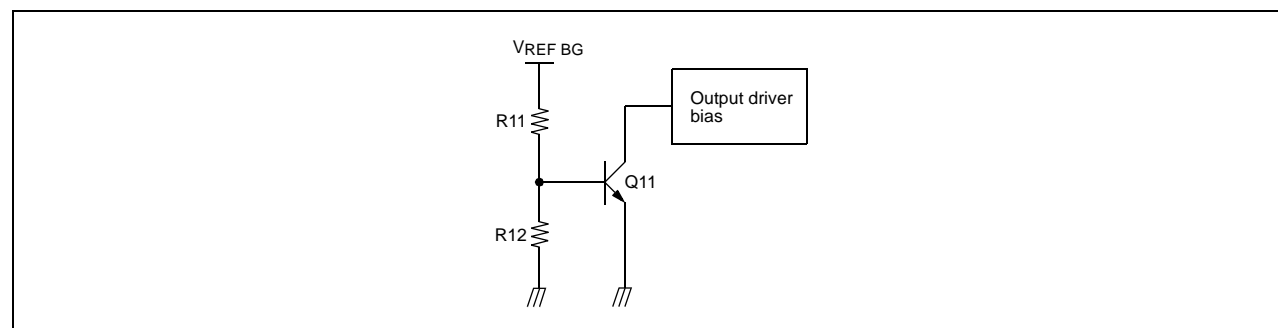 VREF BG
R11
Output driver
bias
Q11
R12